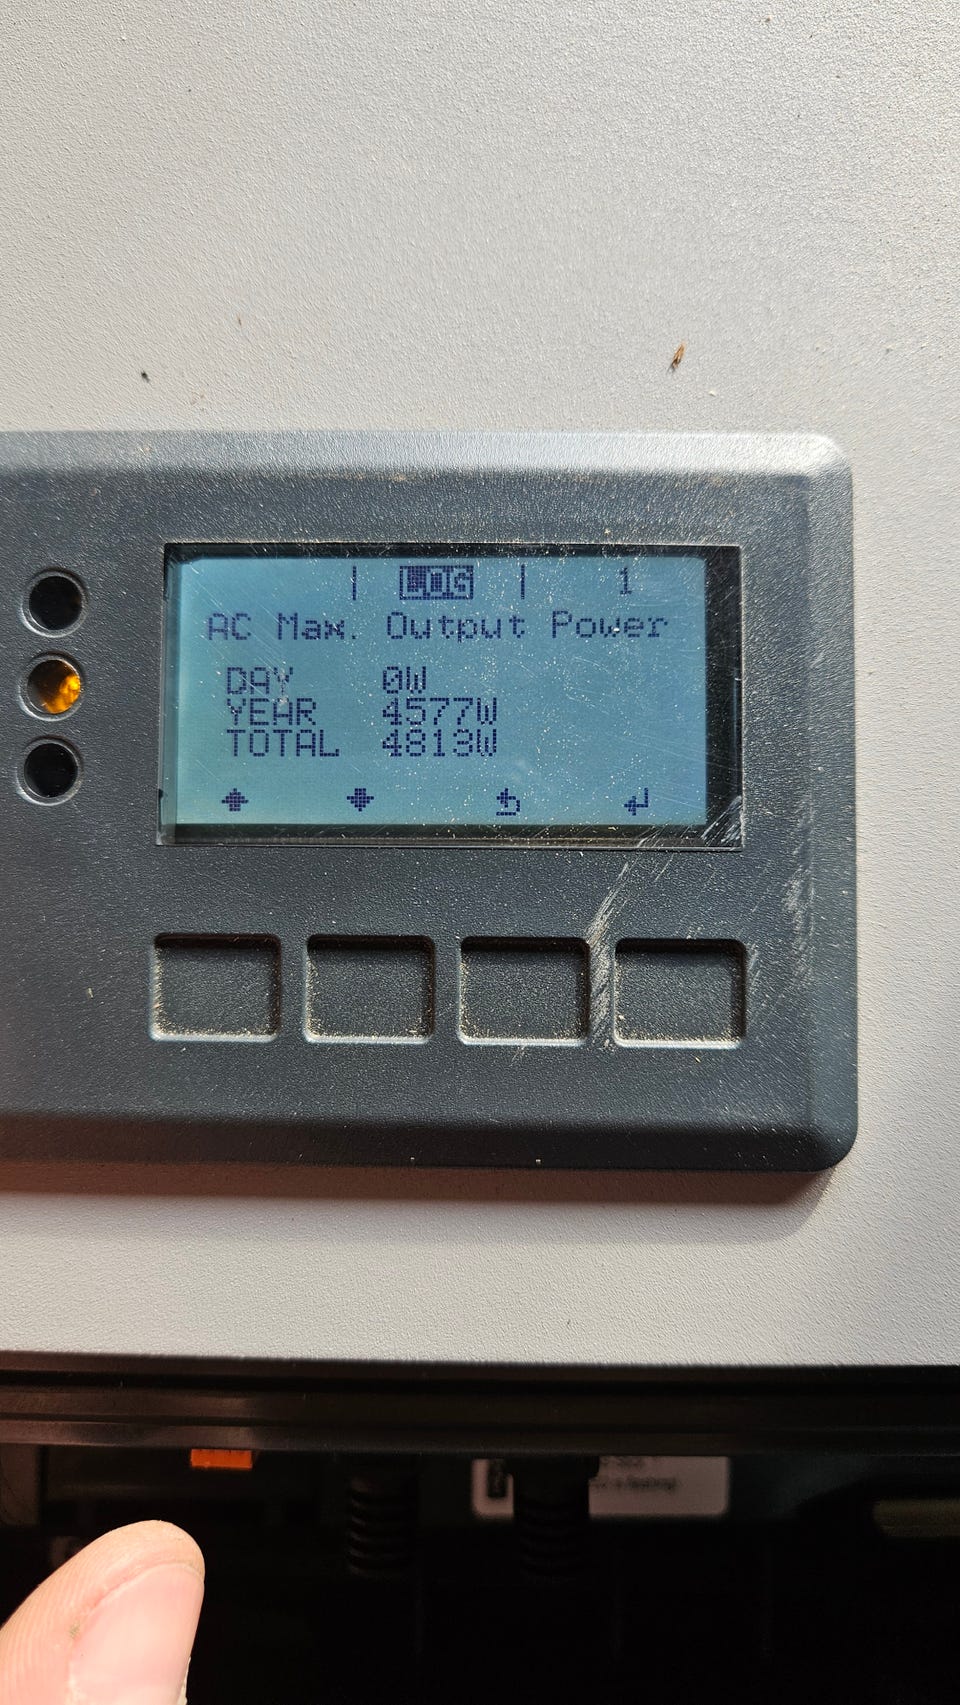 | LOG | 1
AC Max. Output Power
DAY 0W
YEAR 4577W
TOTAL 4813W